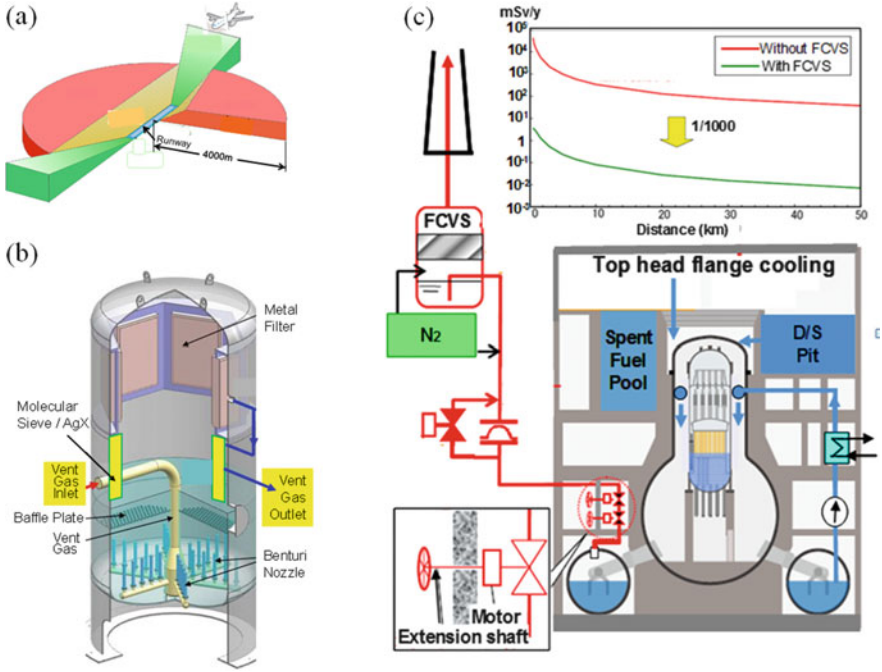 (a)
Runway
4000m
(b)
Metal
Filter
Molecular
Sieve / AgX
Vent Gas
Inlet
Vent
Gas
Outlet
Baffle Plate
Vent
Gas
Benturi
Nozzle
(c)
mSv/y
10⁵
10⁴
10³
10²
10¹
1
10⁻¹
10⁻²
10⁻³
0
10
20
30
40
50
Distance (km)
Without FCVS
With FCVS
1/1000
FCVS
N₂
Top head flange cooling
Spent
Fuel
Pool
D/S
Pit
Σ
Motor
Extension shaft